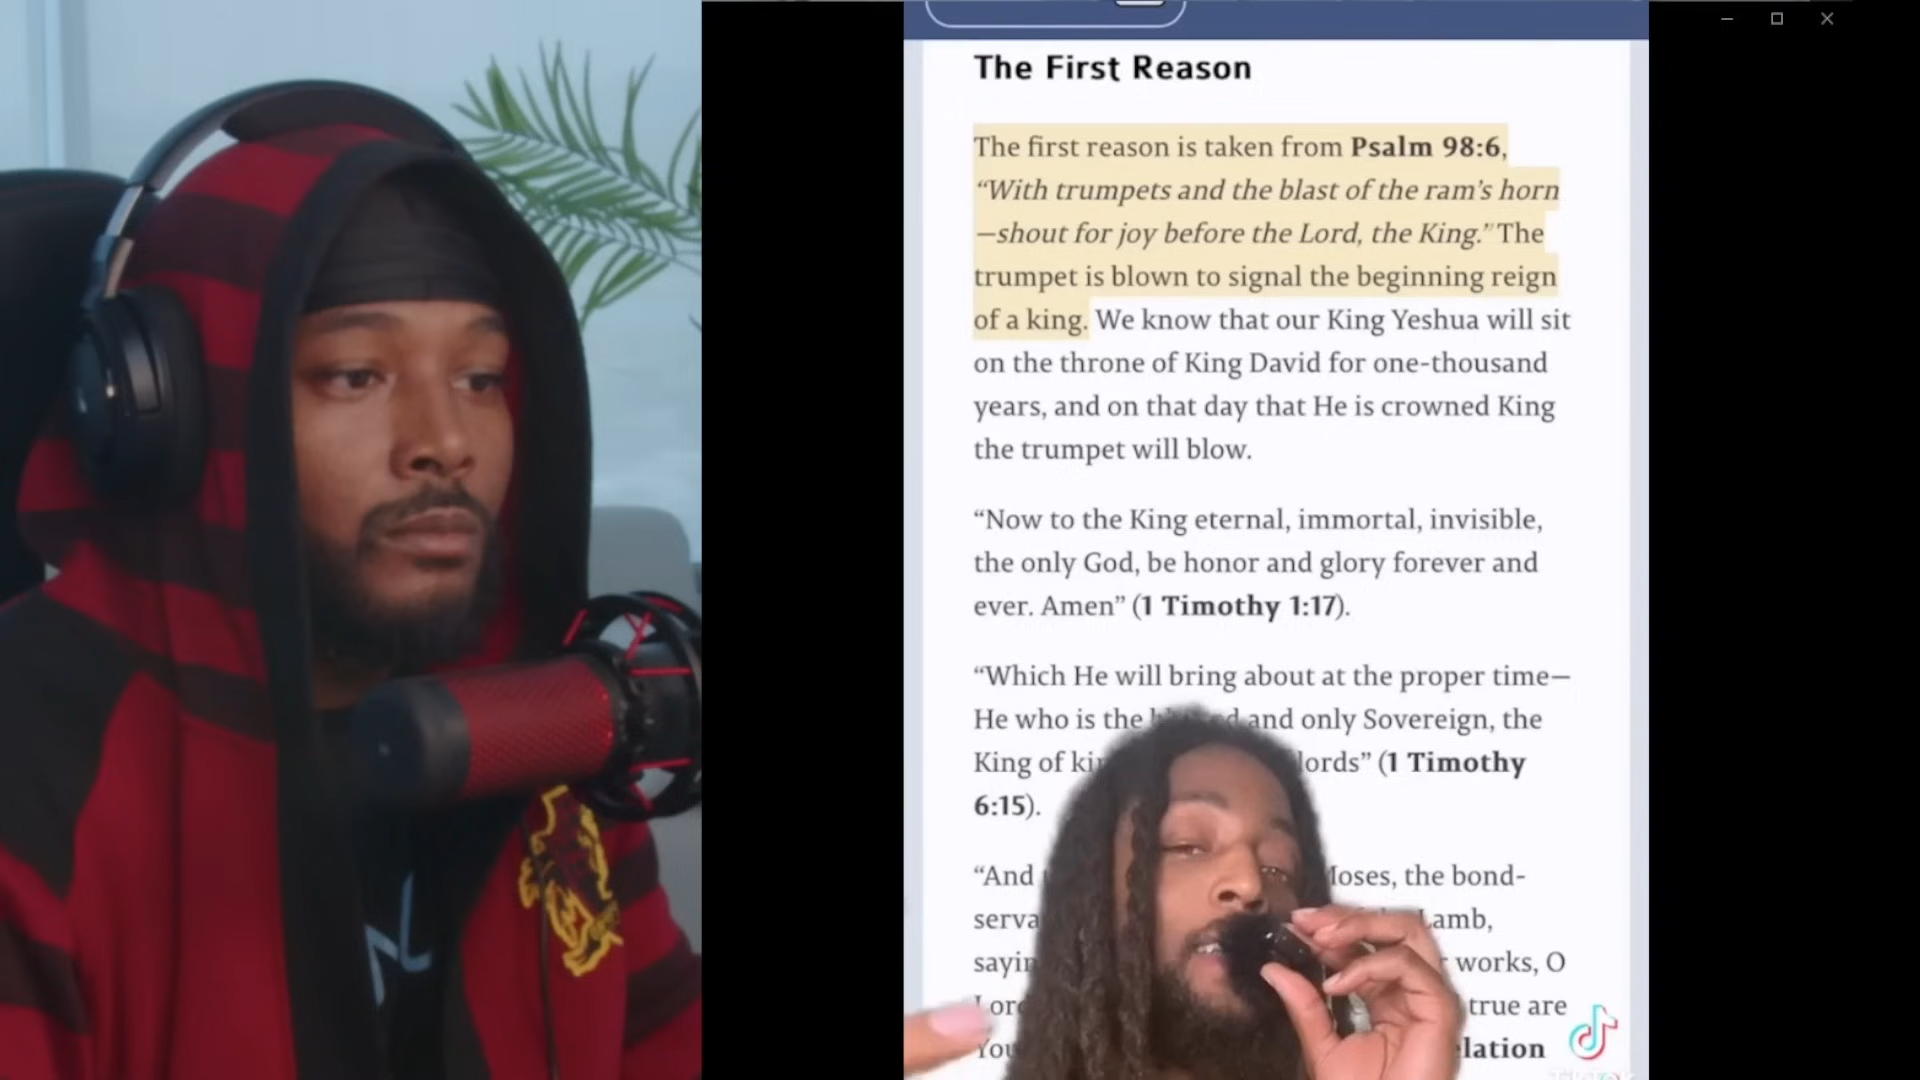 The First Reason
The first reason is taken from Psalm 98:6,
“With trumpets and the blast of the ram’s horn
—shout for joy before the Lord, the King.” The
trumpet is blown to signal the beginning reign
of a king. We know that our King Yeshua will sit
on the throne of King David for one-thousand
years, and on that day that He is crowned King
the trumpet will blow.
“Now to the King eternal, immortal, invisible,
the only God, be honor and glory forever and
ever. Amen” (1 Timothy 1:17).
“Which He will bring about at the proper time—
He who is the and only Sovereign, the
King of lords” (1 Timothy
6:15).
“And Moses, the bond-
serva Lamb,
sayin works, O
Lord true are
You elation
TikTok